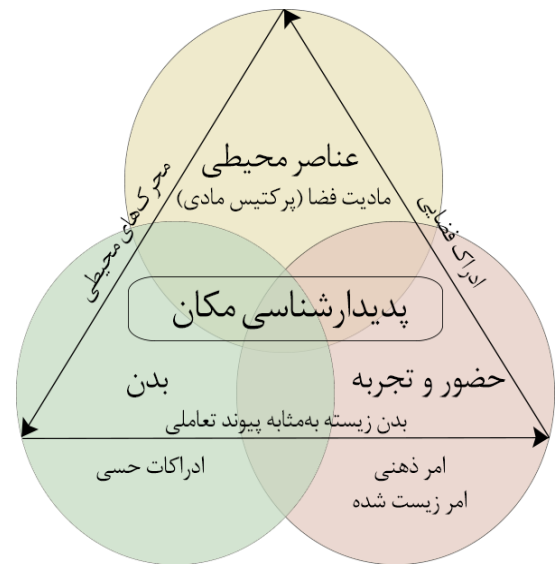 عناصر محیطی
مادیت فضا (پرکتیس مادی)
محرک‌های محیطی
ادراک فضایی
پدیدارشناسی مکان
حضور و تجربه
بدن
بدن زیسته به‌مثابه پیوند تعاملی
امر ذهنی
امر زیست شده
ادراکات حسی